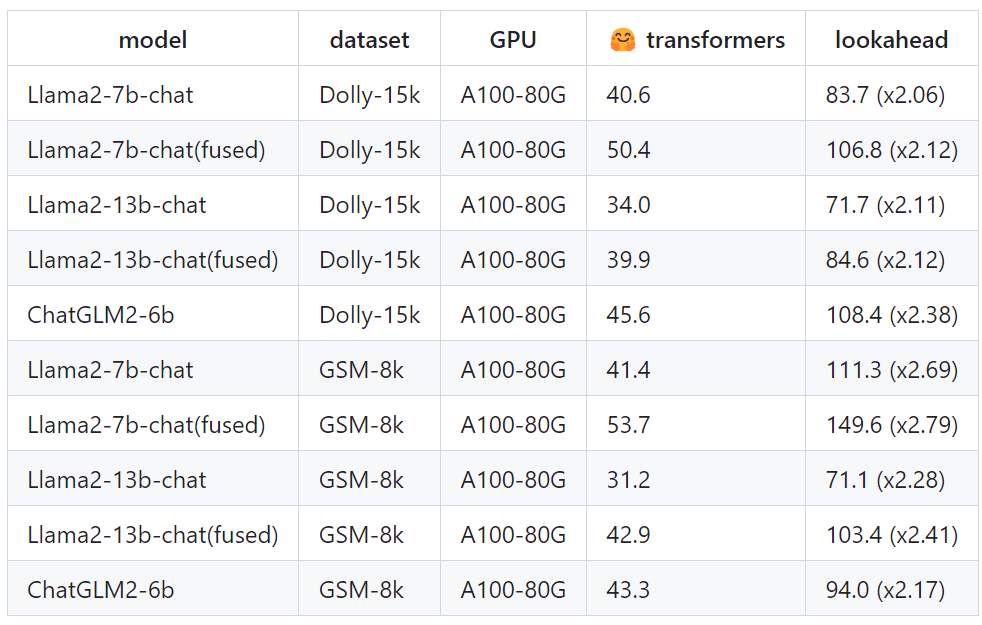 model dataset GPU 🤗 transformers lookahead
Llama2-7b-chat Dolly-15k A100-80G 40.6 83.7 (x2.06)
Llama2-7b-chat(fused) Dolly-15k A100-80G 50.4 106.8 (x2.12)
Llama2-13b-chat Dolly-15k A100-80G 34.0 71.7 (x2.11)
Llama2-13b-chat(fused) Dolly-15k A100-80G 39.9 84.6 (x2.12)
ChatGLM2-6b Dolly-15k A100-80G 45.6 108.4 (x2.38)
Llama2-7b-chat GSM-8k A100-80G 41.4 111.3 (x2.69)
Llama2-7b-chat(fused) GSM-8k A100-80G 53.7 149.6 (x2.79)
Llama2-13b-chat GSM-8k A100-80G 31.2 71.1 (x2.28)
Llama2-13b-chat(fused) GSM-8k A100-80G 42.9 103.4 (x2.41)
ChatGLM2-6b GSM-8k A100-80G 43.3 94.0 (x2.17)